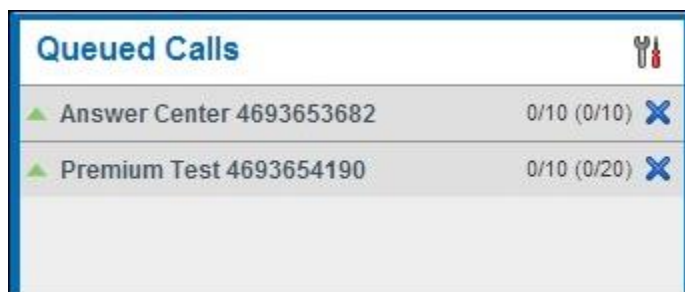 Queued Calls
Answer Center 4693653682 0/10 (0/10)
Premium Test 4693654190 0/10 (0/20)